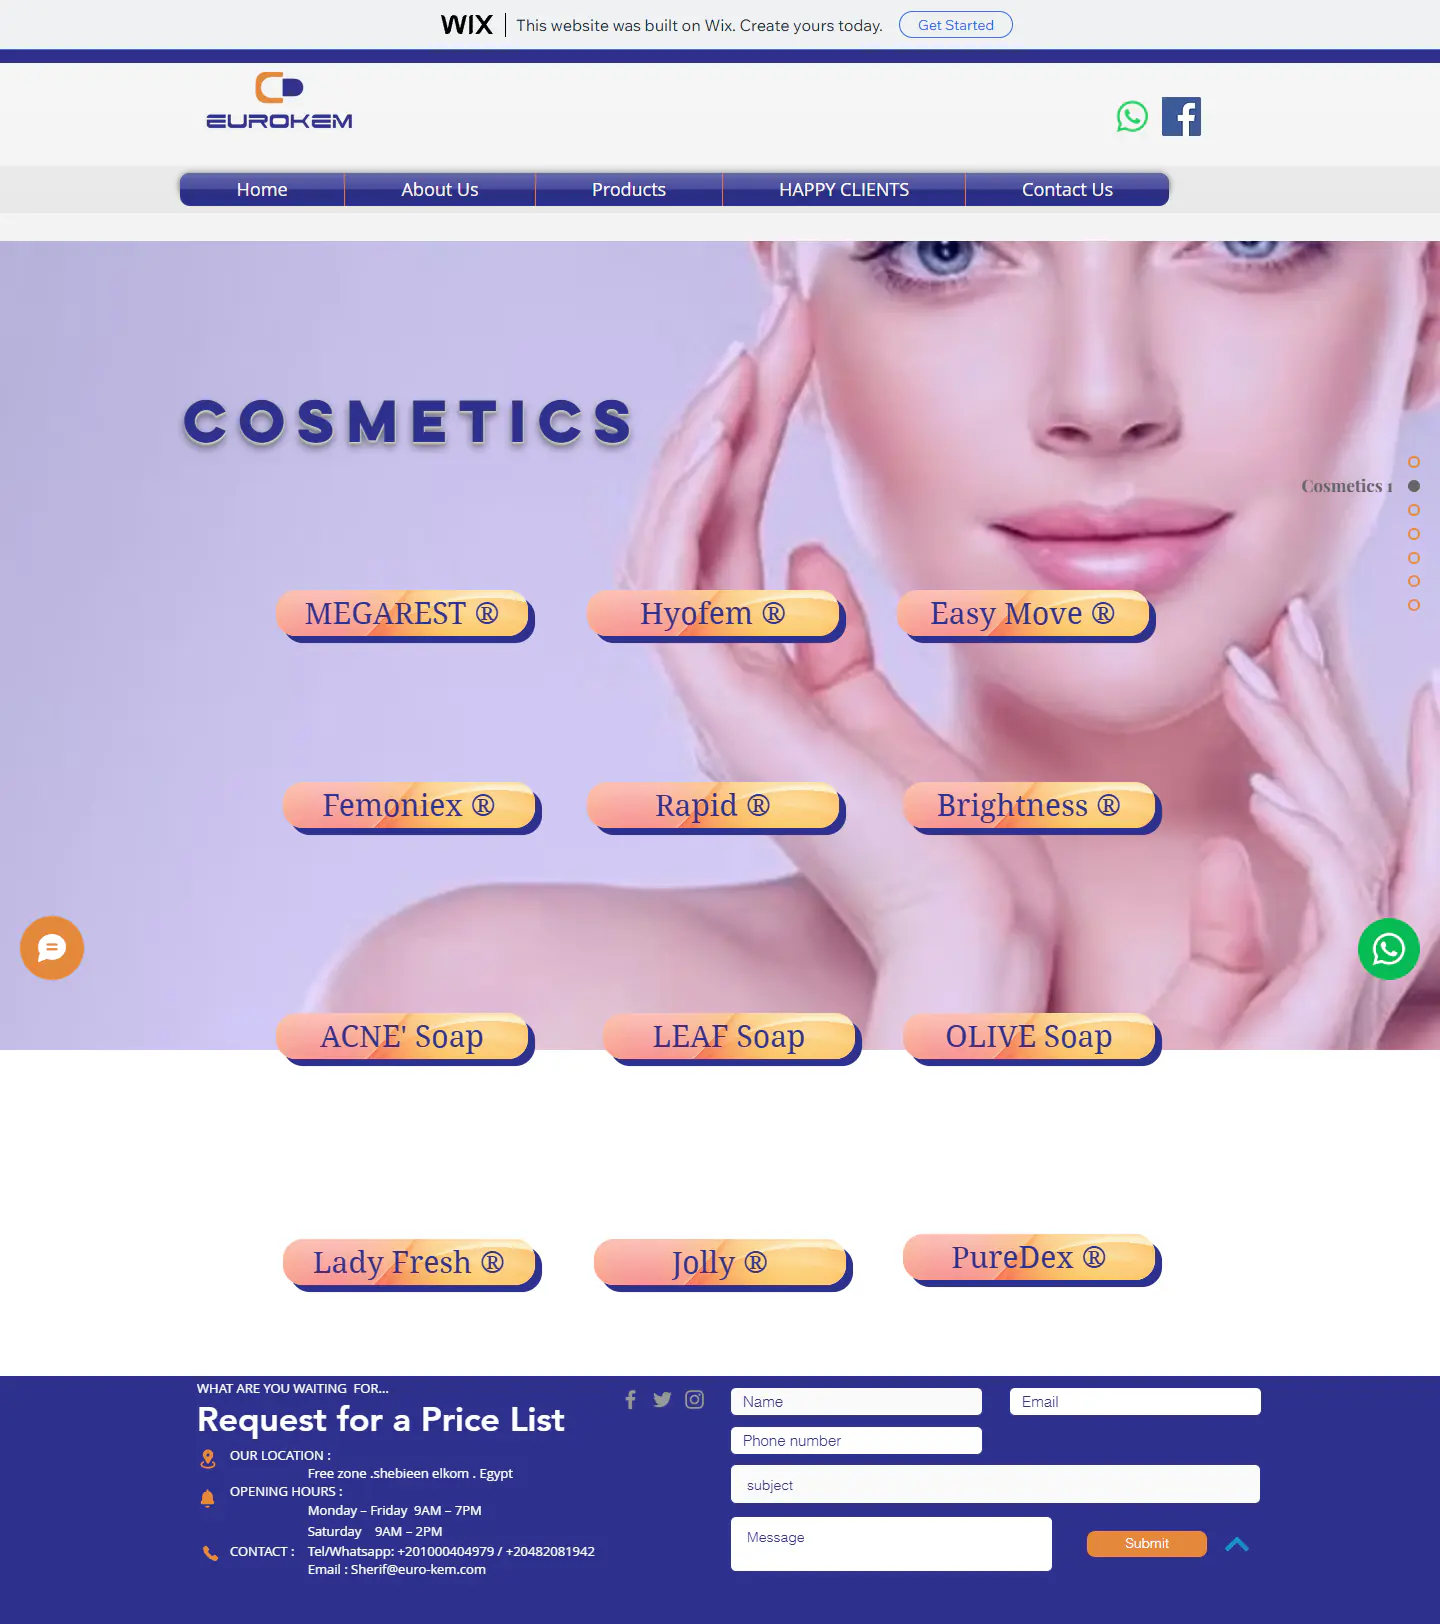 WIX
This website was built on Wix. Create yours today.
Get Started
EUROKEM
Home
About Us
Products
HAPPY CLIENTS
Contact Us
COSMETICS
Cosmetics 1
MEGAREST ®
Hyofem ®
Easy Move ®
Femoniex ®
Rapid ®
Brightness ®
ACNE' Soap
LEAF Soap
OLIVE Soap
Lady Fresh ®
Jolly ®
PureDex ®
WHAT ARE YOU WAITING FOR...
Request for a Price List
OUR LOCATION :
Free zone .shebieen elkom . Egypt
OPENING HOURS :
Monday – Friday 9AM – 7PM
Saturday 9AM – 2PM
CONTACT : Tel/Whatsapp: +201000404979 / +20482081942
Email : Sherif@euro-kem.com
Name
Email
Phone number
subject
Message
Submit